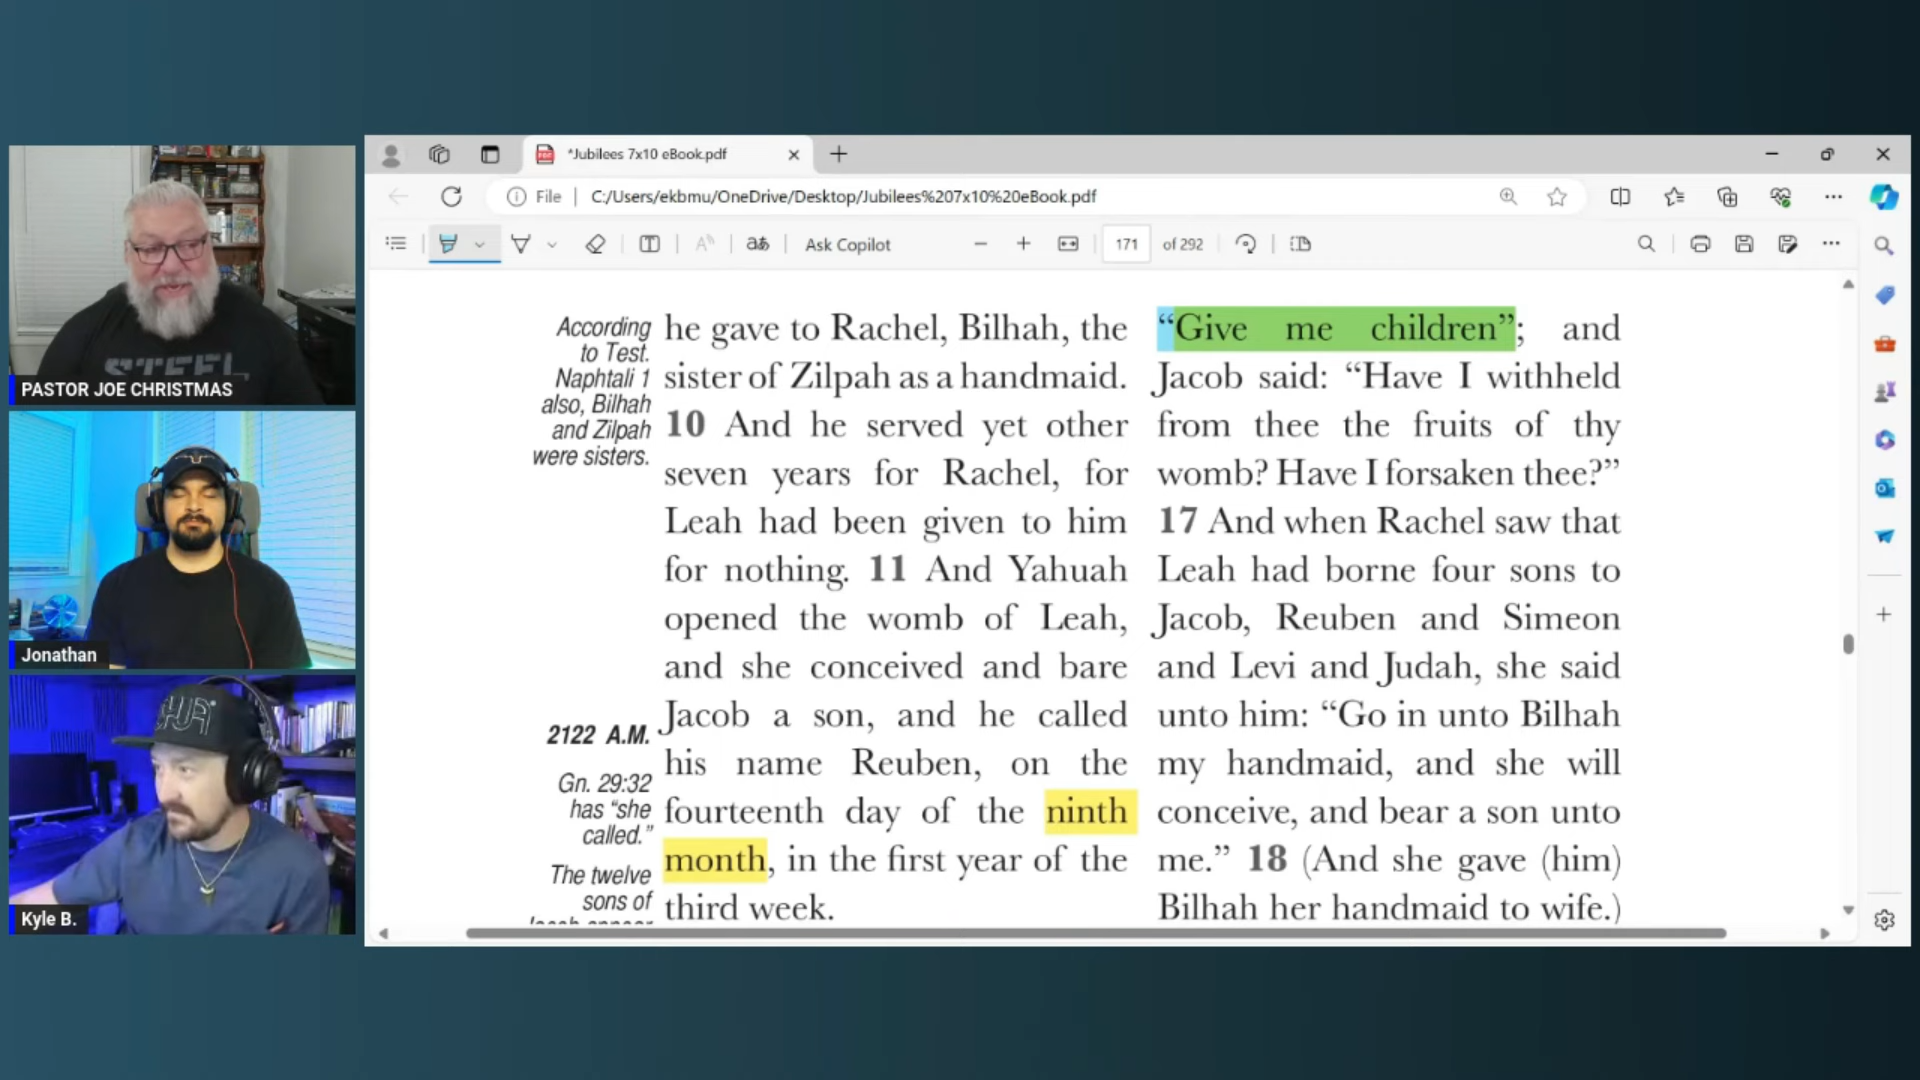 *Jubilees 7x10 eBook.pdf
File
C:/Users/ekbmu/OneDrive/Desktop/Jubilees%207x10%20eBook.pdf
Ask Copilot
171 of 292
STEEL
PASTOR JOE CHRISTMAS
Jonathan
Kyle B.
According
to Test.
Naphtali 1
also, Bilhah
and Zilpah
were sisters.
2122 A.M.
Gn. 29:32
has “she
called.”
The twelve
sons of
he gave to Rachel, Bilhah, the
sister of Zilpah as a handmaid.
10 And he served yet other
seven years for Rachel, for
Leah had been given to him
for nothing. 11 And Yahuah
opened the womb of Leah,
and she conceived and bare
Jacob a son, and he called
his name Reuben, on the
fourteenth day of the ninth
month, in the first year of the
third week.
“Give me children”; and
Jacob said: “Have I withheld
from thee the fruits of thy
womb? Have I forsaken thee?”
17 And when Rachel saw that
Leah had borne four sons to
Jacob, Reuben and Simeon
and Levi and Judah, she said
unto him: “Go in unto Bilhah
my handmaid, and she will
conceive, and bear a son unto
me.” 18 (And she gave (him)
Bilhah her handmaid to wife.)